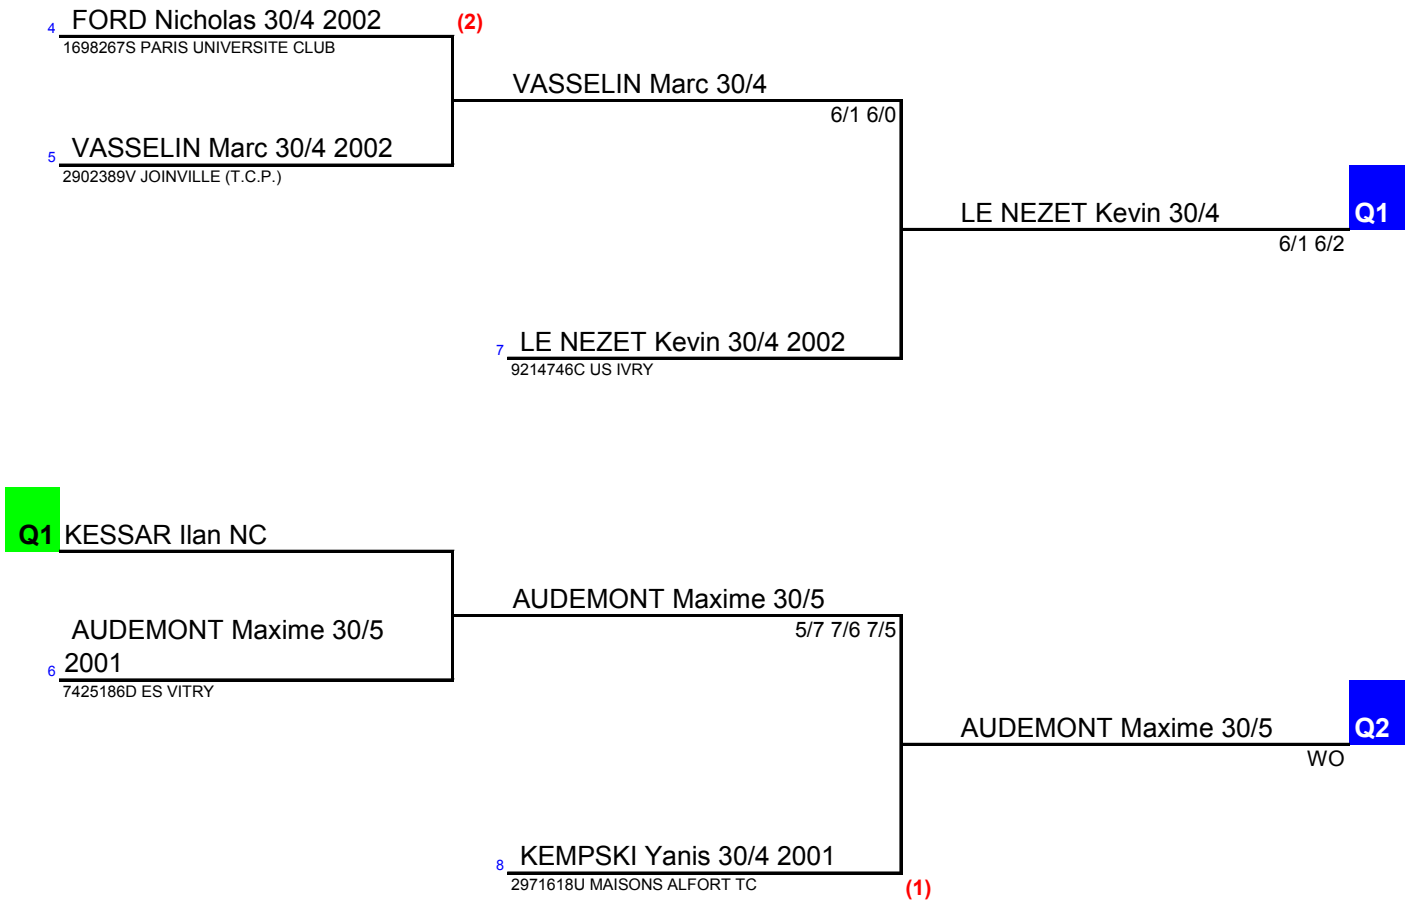 4 FORD Nicholas 30/4 2002 (2)
1698267S PARIS UNIVERSITE CLUB
VASSELIN Marc 30/4
6/1 6/0
5 VASSELIN Marc 30/4 2002
2902389V JOINVILLE (T.C.P.)
LE NEZET Kevin 30/4 Q1
6/1 6/2
7 LE NEZET Kevin 30/4 2002
9214746C US IVRY
Q1 KESSAR Ilan NC
AUDEMONT Maxime 30/5
5/7 7/6 7/5
AUDEMONT Maxime 30/5
6 2001
7425186D ES VITRY
AUDEMONT Maxime 30/5 Q2
WO
8 KEMPSKI Yanis 30/4 2001
2971618U MAISONS ALFORT TC (1)